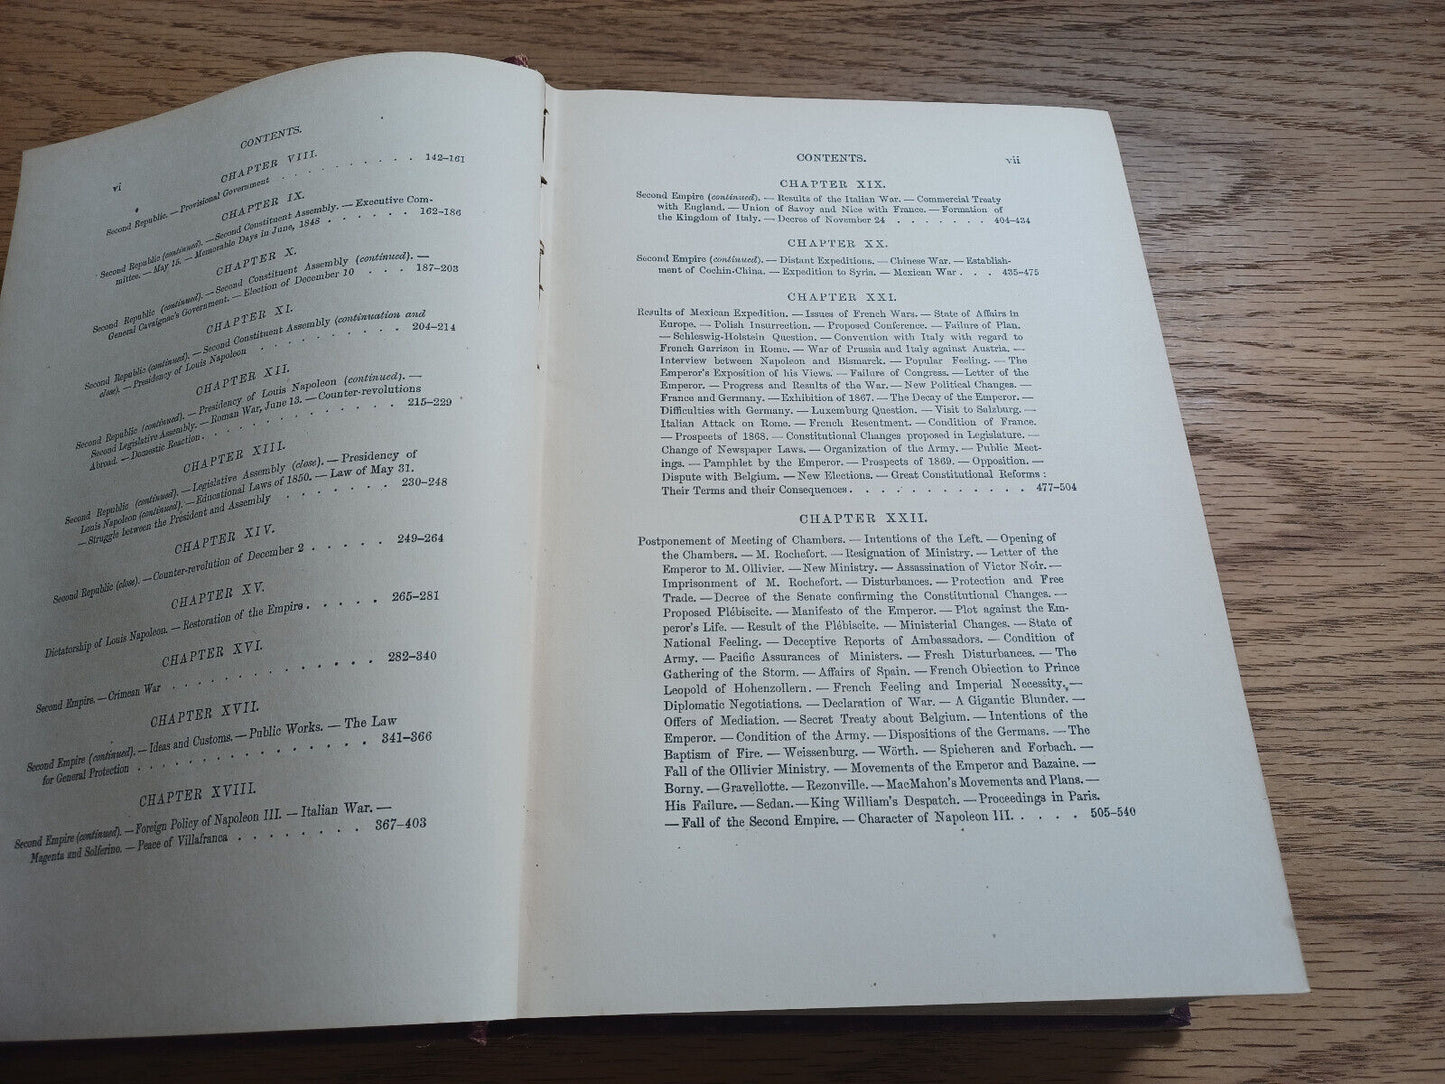 vi
CONTENTS.
CHAPTER VIII.
Second Republic. — Provisional Government . . . . . . . 142–161
CHAPTER IX.
Second Republic (continued). — Second Constituent Assembly. — Executive Com-
mittee. — May 15. — Memorable Days in June, 1848 . . . . . . 162–186
CHAPTER X.
Second Republic (continued). — Second Constituent Assembly (continued). —
General Cavaignac's Government. — Election of December 10 . . . 187–203
CHAPTER XI.
Second Republic (continued). — Second Constituent Assembly (continuation and
close). — Presidency of Louis Napoleon . . . . . . . . 204–214
CHAPTER XII.
Second Republic (continued). — Presidency of Louis Napoleon (continued). —
Second Legislative Assembly. — Roman War, June 13. — Counter-revolutions
Abroad. — Domestic Reaction . . . . . . . . . . 215–229
CHAPTER XIII.
Second Republic (continued). — Legislative Assembly (close). — Presidency of
Louis Napoleon (continued). — Educational Laws of 1850. — Law of May 31.
— Struggle between the President and Assembly . . . . . . 230–248
CHAPTER XIV.
Second Republic (close). — Counter-revolution of December 2 . . . . . 249–264
CHAPTER XV.
Dictatorship of Louis Napoleon. — Restoration of the Empire . . . . . 265–281
CHAPTER XVI.
Second Empire. — Crimean War . . . . . . . . . . 282–340
CHAPTER XVII.
Second Empire (continued). — Ideas and Customs. — Public Works. — The Law
for General Protection . . . . . . . . . . . 341–366
CHAPTER XVIII.
Second Empire (continued). — Foreign Policy of Napoleon III. — Italian War. —
Magenta and Solferino. — Peace of Villafranca . . . . . . . . 367–403
CONTENTS. vii
CHAPTER XIX.
Second Empire (continued). — Results of the Italian War. — Commercial Treaty
with England. — Union of Savoy and Nice with France. — Formation of
the Kingdom of Italy. — Decree of November 24 . . . . . . . 404–434
CHAPTER XX.
Second Empire (continued). — Distant Expeditions. — Chinese War. — Establish-
ment of Cochin-China. — Expedition to Syria. — Mexican War . . . 435–475
CHAPTER XXI.
Results of Mexican Expedition. — Issues of French Wars. — State of Affairs in
Europe. — Polish Insurrection. — Proposed Conference. — Failure of Plan.
— Schleswig-Holstein Question. — Convention with Italy with regard to
French Garrison in Rome. — War of Prussia and Italy against Austria. —
Interview between Napoleon and Bismarck. — Popular Feeling. — The
Emperor's Exposition of his Views. — Failure of Congress. — Letter of the
Emperor. — Progress and Results of the War. — New Political Changes. —
France and Germany. — Exhibition of 1867. — The Decay of the Emperor. —
Difficulties with Germany. — Luxemburg Question. — Visit to Salzburg. —
Italian Attack on Rome. — French Resentment. — Condition of France.
— Prospects of 1868. — Constitutional Changes proposed in Legislature. —
Change of Newspaper Laws. — Organization of the Army. — Public Meet-
ings. — Pamphlet by the Emperor. — Prospects of 1869. — Opposition. —
Dispute with Belgium. — New Elections. — Great Constitutional Reforms:
Their Terms and their Consequences . . . . . . . . . . . . 477–504
CHAPTER XXII.
Postponement of Meeting of Chambers. — Intentions of the Left. — Opening of
the Chambers. — M. Rochefort. — Resignation of Ministry. — Letter of the
Emperor to M. Ollivier. — New Ministry. — Assassination of Victor Noir. —
Imprisonment of M. Rochefort. — Disturbances. — Protection and Free
Trade. — Decree of the Senate confirming the Constitutional Changes. —
Proposed Plébiscite. — Manifesto of the Emperor. — Plot against the Em-
peror's Life. — Result of the Plébiscite. — Ministerial Changes. — State of
National Feeling. — Deceptive Reports of Ambassadors. — Condition of
Army. — Pacific Assurances of Ministers. — Fresh Disturbances. — The
Gathering of the Storm. — Affairs of Spain. — French Objection to Prince
Leopold of Hohenzollern. — French Feeling and Imperial Necessity. —
Diplomatic Negotiations. — Declaration of War. — A Gigantic Blunder. —
Offers of Mediation. — Secret Treaty about Belgium. — Intentions of the
Emperor. — Condition of the Army. — Dispositions of the Germans. — The
Baptism of Fire. — Weissenburg. — Wörth. — Spicheren and Forbach. —
Fall of the Ollivier Ministry. — Movements of the Emperor and Bazaine. —
Borny. — Gravellotte. — Rezonville. — MacMahon's Movements and Plans. —
His Failure. — Sedan. — King William's Despatch. — Proceedings in Paris.
— Fall of the Second Empire. — Character of Napoleon III. . . . . 505–540